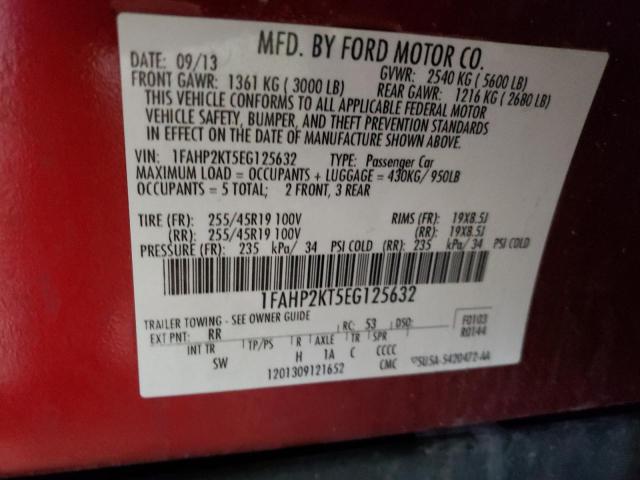 MFD. BY FORD MOTOR CO.
DATE: 09/13 GVWR: 2540 KG (5600 LB)
FRONT GAWR: 1361 KG (3000 LB) REAR GAWR: 1216 KG (2680 LB)
THIS VEHICLE CONFORMS TO ALL APPLICABLE FEDERAL MOTOR
VEHICLE SAFETY, BUMPER, AND THEFT PREVENTION STANDARDS
IN EFFECT ON THE DATE OF MANUFACTURE SHOWN ABOVE.
VIN: 1FAHP2KT5EG125632 TYPE: Passenger Car
MAXIMUM LOAD = OCCUPANTS + LUGGAGE = 430KG/950LB
OCCUPANTS = 5 TOTAL; 2 FRONT, 3 REAR
TIRE (FR): 255/45R19 100V RIMS (FR): 19X8.5J
(RR): 255/45R19 100V (RR): 19X8.5J
PRESSURE (FR): 235 kPa/ 34 PSI COLD (RR): 235 kPa/ 34 PSI COLD
1FAHP2KT5EG125632
TRAILER TOWING - SEE OWNER GUIDE
EXT PNT: RR RC: 53 DSO: F0103
INT TR TP/PS R AXLE TR SPR R0144
SW H 1A C CCCC
1201309121652 CMC ▽5U5A-5420472-AA